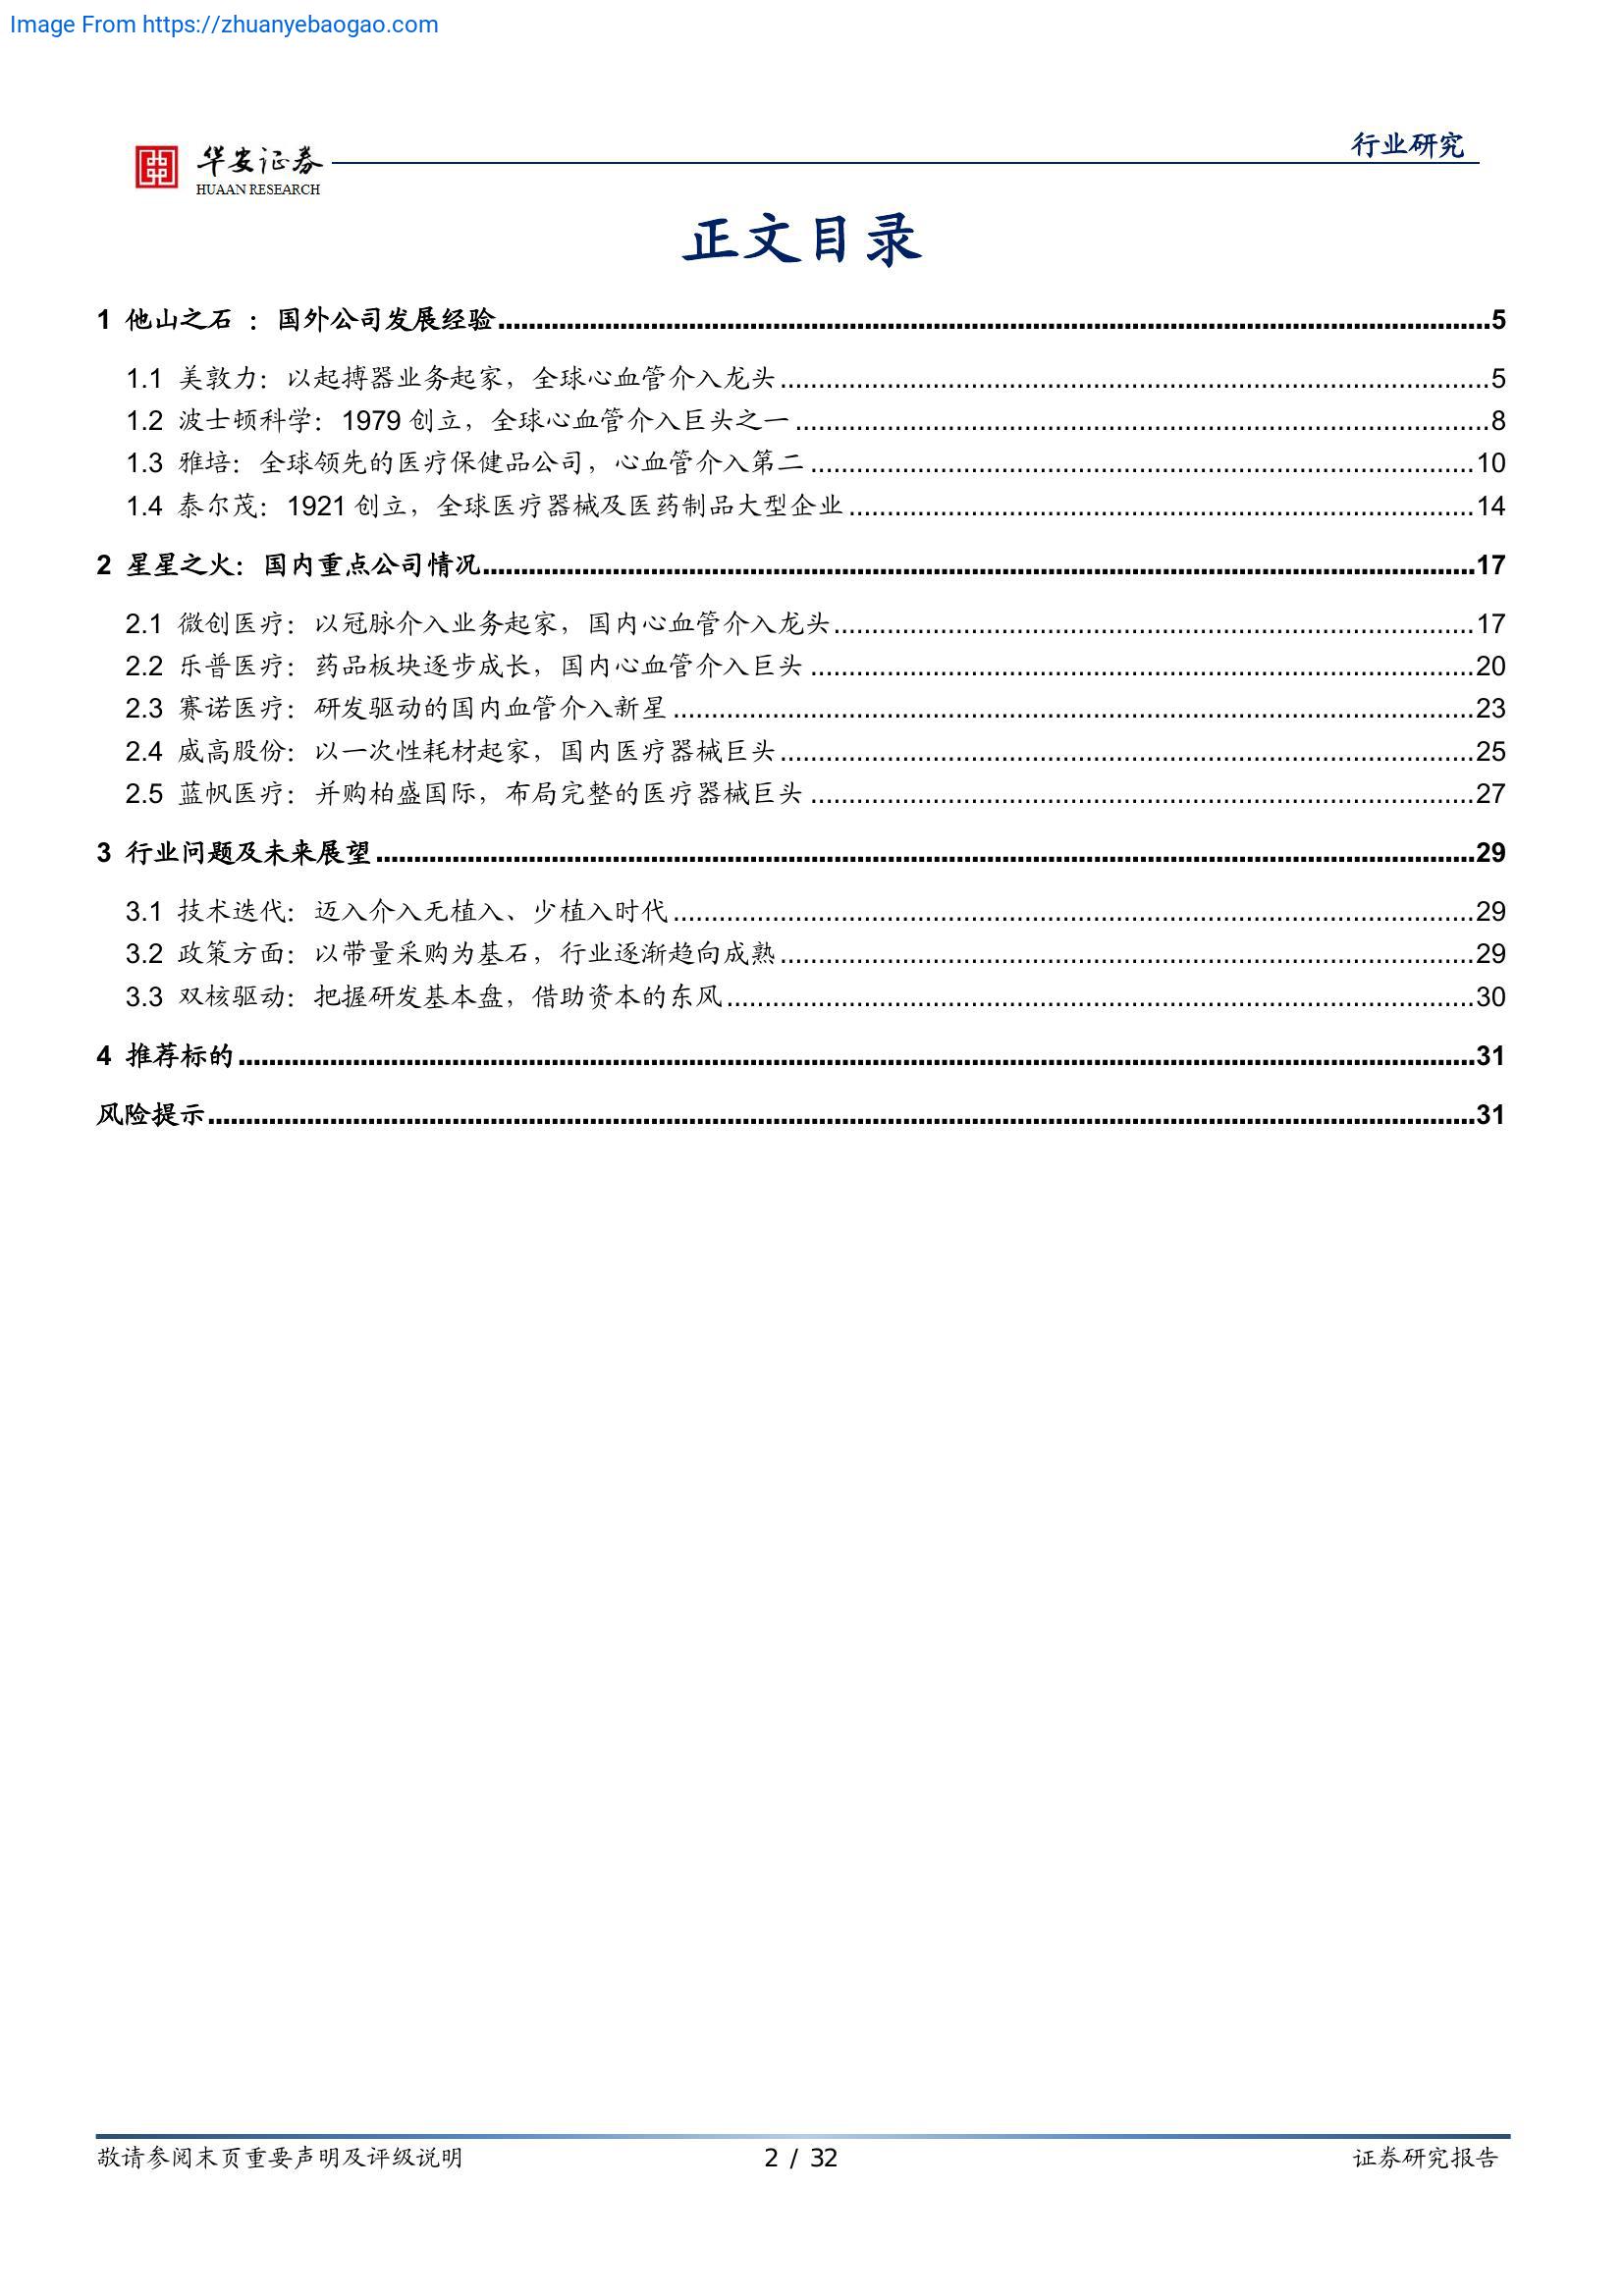 Image From https://zhuanyebaogao.com
华安证券
HUAAN RESEARCH
行业研究
正文目录
1 他山之石 ：国外公司发展经验 5
1.1 美敦力：以起搏器业务起家，全球心血管介入龙头 5
1.2 波士顿科学：1979 创立，全球心血管介入巨头之一 8
1.3 雅培：全球领先的医疗保健品公司，心血管介入第二 10
1.4 泰尔茂：1921 创立，全球医疗器械及医药制品大型企业 14
2 星星之火：国内重点公司情况 17
2.1 微创医疗：以冠脉介入业务起家，国内心血管介入龙头 17
2.2 乐普医疗：药品板块逐步成长，国内心血管介入巨头 20
2.3 赛诺医疗：研发驱动的国内血管介入新星 23
2.4 威高股份：以一次性耗材起家，国内医疗器械巨头 25
2.5 蓝帆医疗：并购柏盛国际，布局完整的医疗器械巨头 27
3 行业问题及未来展望 29
3.1 技术迭代：迈入介入无植入、少植入时代 29
3.2 政策方面：以带量采购为基石，行业逐渐趋向成熟 29
3.3 双核驱动：把握研发基本盘，借助资本的东风 30
4 推荐标的 31
风险提示 31
敬请参阅末页重要声明及评级说明 2 / 32 证券研究报告